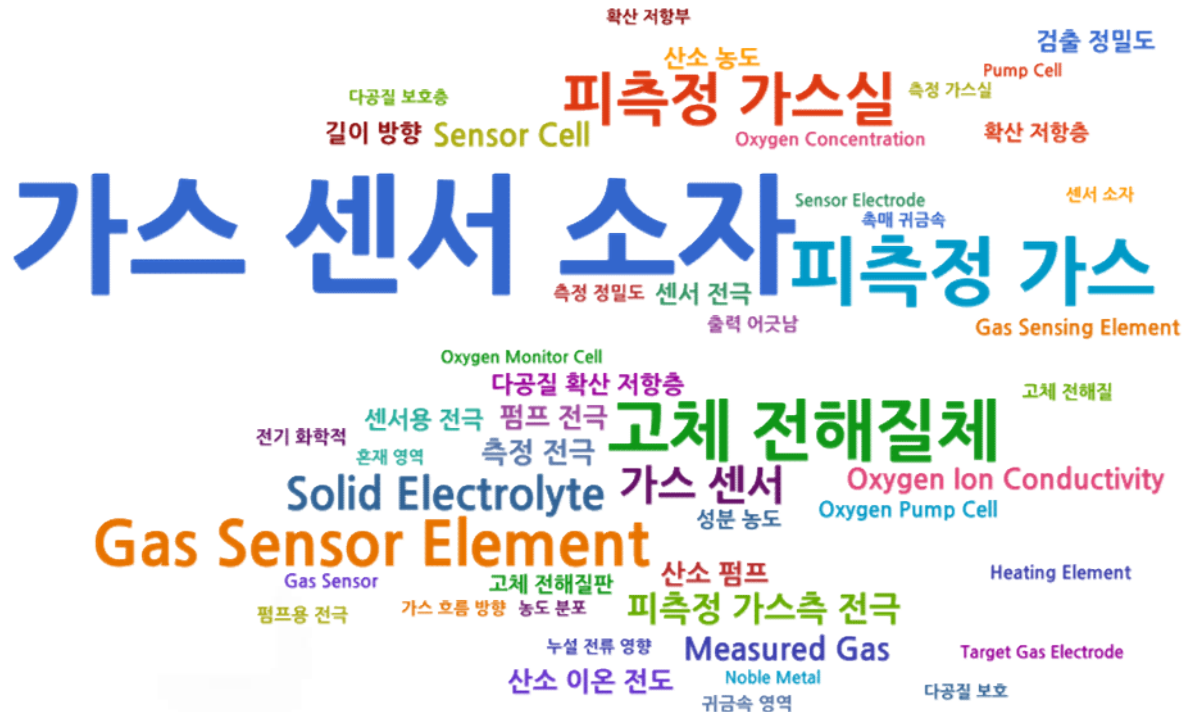 확산 저항부
검출 정밀도
산소 농도
Pump Cell
피측정 가스실
측정 가스실
다공질 보호층
길이 방향
Sensor Cell
Oxygen Concentration
확산 저항층
가스 센서 소자
Sensor Electrode
센서 소자
촉매 귀금속
피측정 가스
측정 정밀도
센서 전극
출력 어긋남
Gas Sensing Element
Oxygen Monitor Cell
다공질 확산 저항층
고체 전해질
센서용 전극
펌프 전극
고체 전해질체
전기 화학적
혼재 영역
측정 전극
Solid Electrolyte
가스 센서
Oxygen Ion Conductivity
성분 농도
Oxygen Pump Cell
Gas Sensor Element
Gas Sensor
고체 전해질판
산소 펌프
Heating Element
펌프용 전극
가스 흐름 방향
농도 분포
피측정 가스측 전극
누설 전류 영향
Measured Gas
Target Gas Electrode
산소 이온 전도
Noble Metal
다공질 보호
귀금속 영역